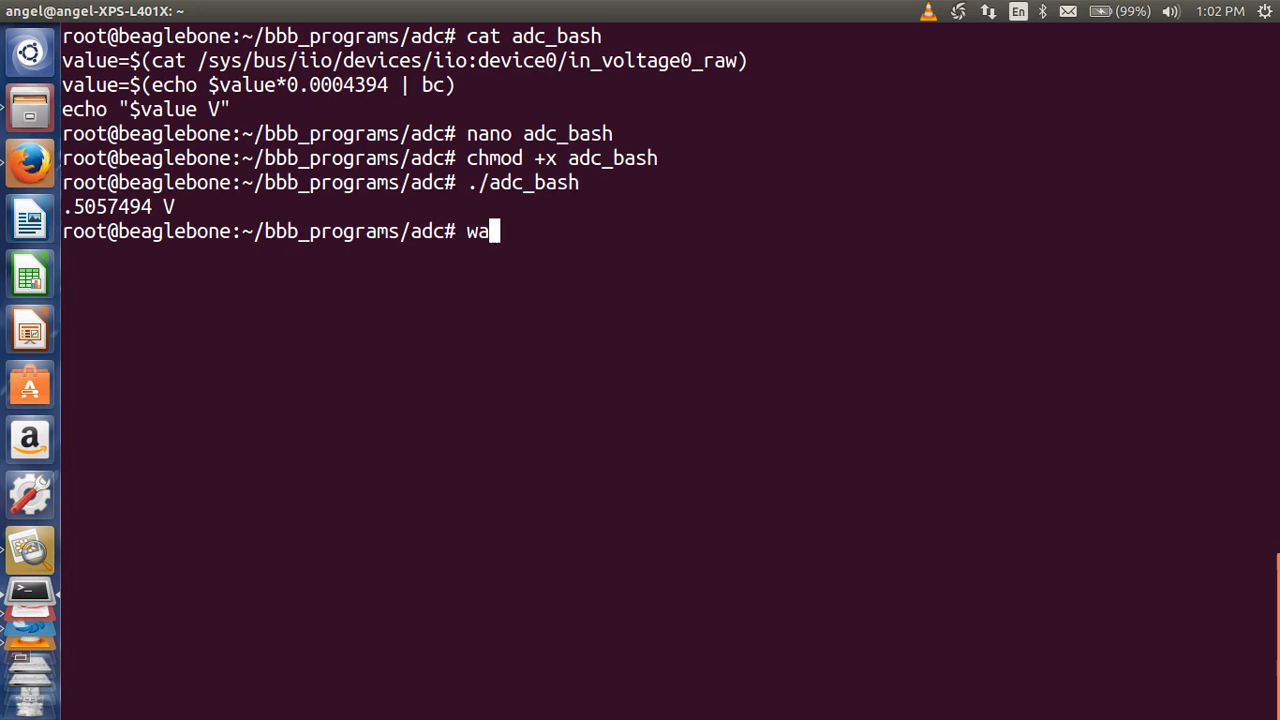 angel@angel-XPS-L401X: ~
En
(99%)
1:02 PM
root@beaglebone:~/bbb_programs/adc# cat adc_bash
value=$(cat /sys/bus/iio/devices/iio:device0/in_voltage0_raw)
value=$(echo $value*0.0004394 | bc)
echo "$value V"
root@beaglebone:~/bbb_programs/adc# nano adc_bash
root@beaglebone:~/bbb_programs/adc# chmod +x adc_bash
root@beaglebone:~/bbb_programs/adc# ./adc_bash
.5057494 V
root@beaglebone:~/bbb_programs/adc# wa